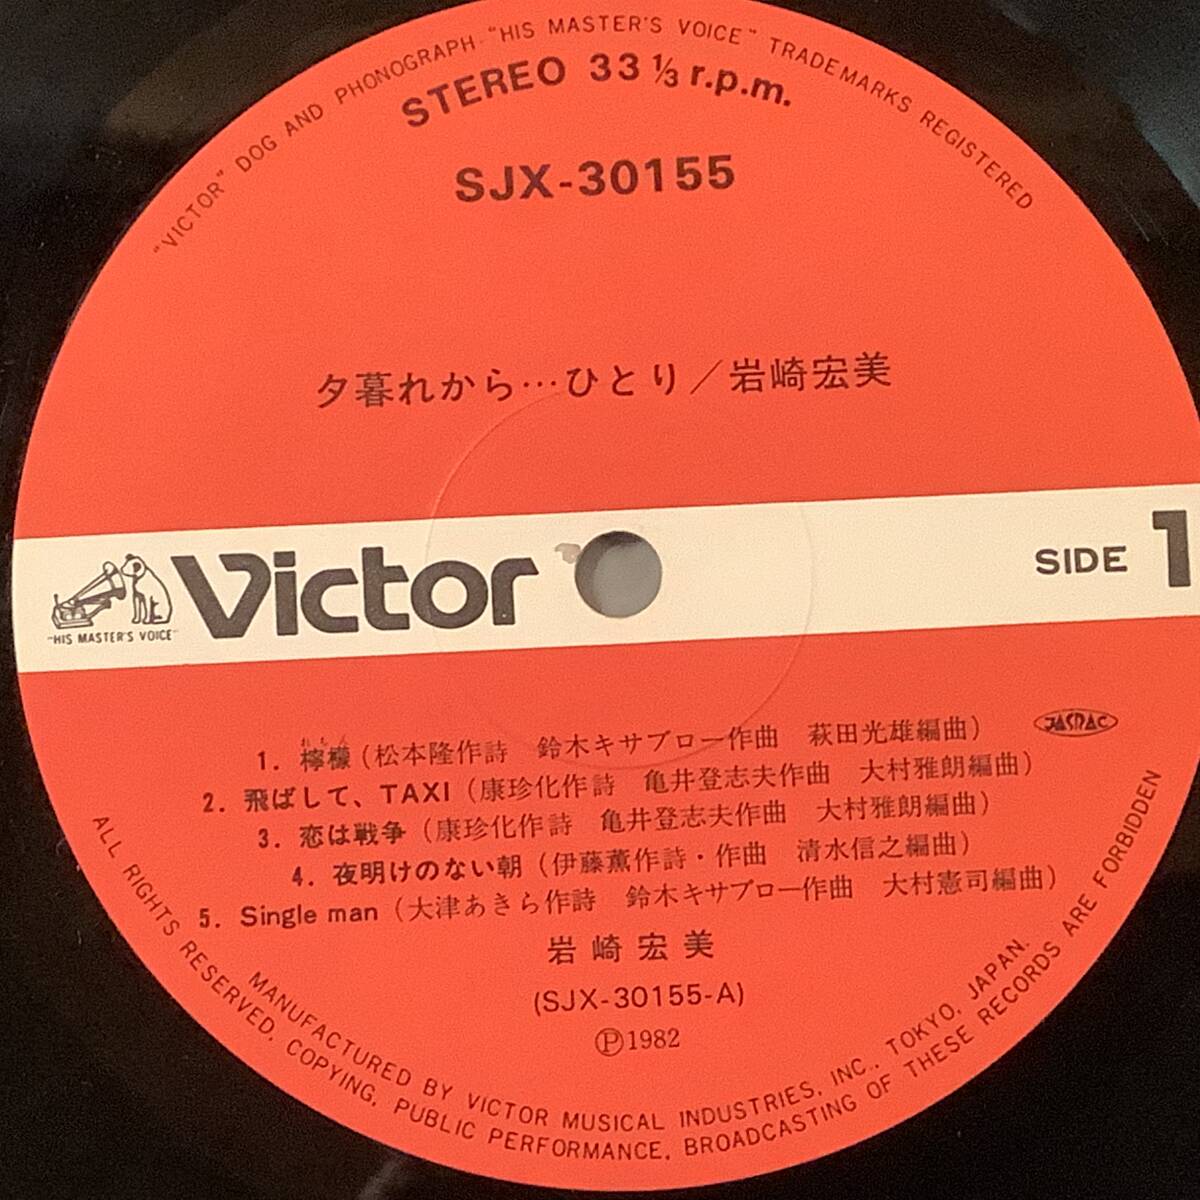 "VICTOR" DOG AND PHONOGRAPH-"HIS MASTER'S VOICE" TRADEMARKS REGISTERED
STEREO 33 1/3 r.p.m.
SJX-30155
夕暮れから…ひとり／岩崎宏美
"HIS MASTER'S VOICE"
Victor
SIDE 1
JASRAC
れもん
1. 檸檬（松本隆作詩 鈴木キサブロー作曲 萩田光雄編曲）
2. 飛ばして、TAXI（康珍化作詩 亀井登志夫作曲 大村雅朗編曲）
3. 恋は戦争（康珍化作詩 亀井登志夫作曲 大村雅朗編曲）
4. 夜明けのない朝（伊藤薫作詩・作曲 清水信之編曲）
5. Single man（大津あきら作詩 鈴木キサブロー作曲 大村憲司編曲）
岩崎宏美
(SJX-30155-A)
Ⓟ1982
MANUFACTURED BY VICTOR MUSICAL INDUSTRIES, INC., TOKYO, JAPAN.
ALL RIGHTS RESERVED, COPYING, PUBLIC PERFORMANCE, BROADCASTING OF THESE RECORDS ARE FORBIDDEN